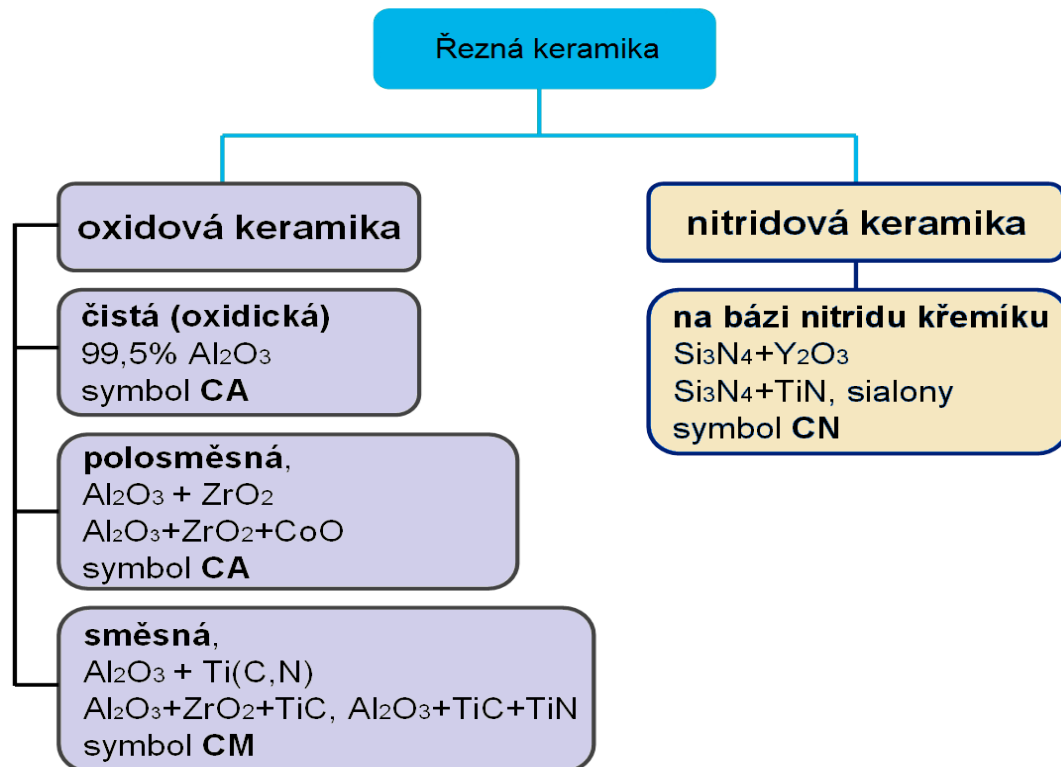 Řezná keramika
oxidová keramika
čistá (oxidická)
99,5% Al₂O₃
symbol CA
polosměsná,
Al₂O₃ + ZrO₂
Al₂O₃+ZrO₂+CoO
symbol CA
směsná,
Al₂O₃ + Ti(C,N)
Al₂O₃+ZrO₂+TiC, Al₂O₃+TiC+TiN
symbol CM
nitridová keramika
na bázi nitridu křemíku
Si₃N₄+Y₂O₃
Si₃N₄+TiN, sialony
symbol CN